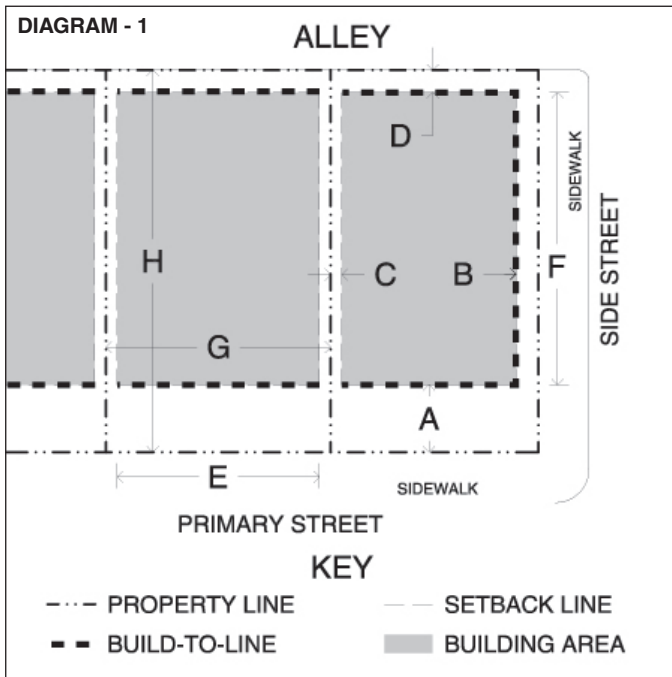 DIAGRAM - 1
ALLEY
D
SIDEWALK
H
C
B
F
SIDE STREET
G
A
E
SIDEWALK
PRIMARY STREET
KEY
PROPERTY LINE
SETBACK LINE
BUILD-TO-LINE
BUILDING AREA